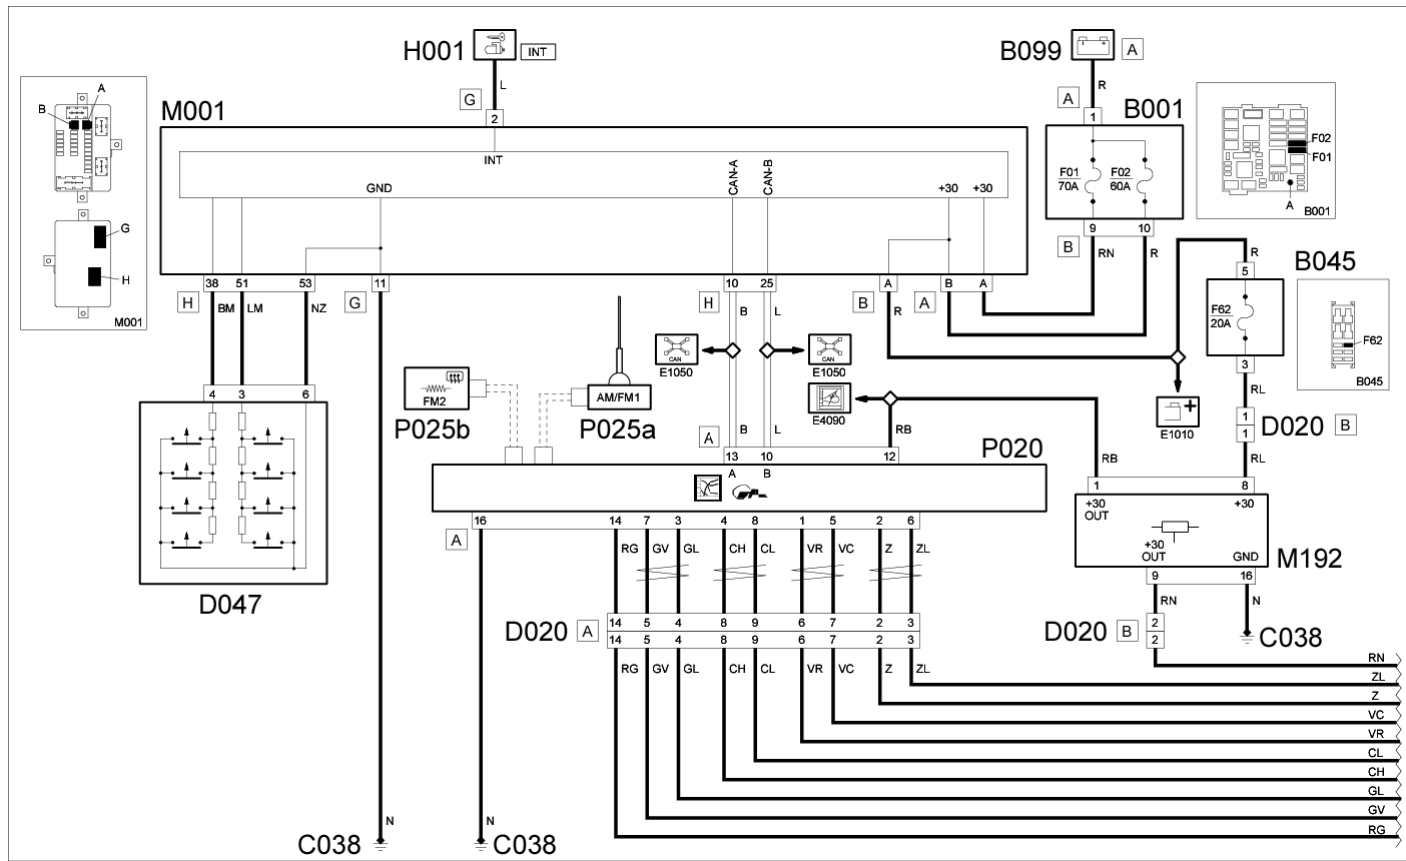 H001 INT
B099 A
L
R
G
A
M001
2
1
B001
A
B
INT
F02
F01
GND
CAN-A
CAN-B
+30 +30
F01
70A
F02
60A
A
B001
G
H
M001
9 10
B
RN R
R
5
B045
38 51 53 11
10 25
A B A
H
G
H
B
A
BM LM NZ
B L
R
F62
20A
F62
B045
CAN
E1050
CAN
E1050
3
RL
E4090
E1010
FM2
AM/FM1
P025b
P025a
4 3 6
1
1
D020 B
A
B L
RB
RB
RL
13 10 12
P020
A B
1 8
+30
OUT
+30
+30
OUT
GND
M192
16 14 7 3 4 8 1 5 2 6
A
RG GV GL CH CL VR VC Z ZL
9 16
RN N
D047
D020 A
14 5 4 8 9 6 7 2 3
14 5 4 8 9 6 7 2 3
D020 B
2
2
C038
RG GV GL CH CL VR VC Z ZL
RN
ZL
Z
VC
VR
CL
CH
GL
GV
RG
N
N
C038
C038